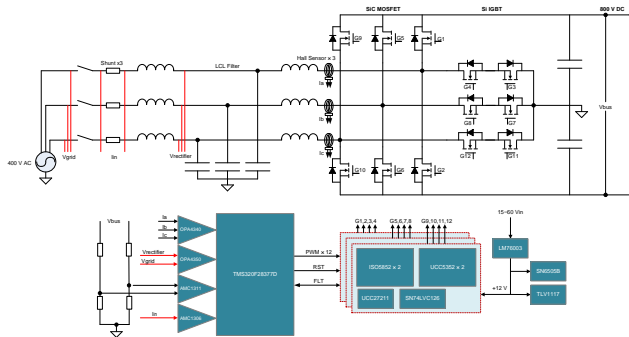 SiC MOSFET
Si IGBT
800 V DC
G9
G5
G1
Shunt x3
LCL Filter
Hall Sensor x 3
Ia
G4
G3
Ib
G8
G7
Vbus
Ic
G12
G11
400 V AC
Vgrid
Iin
Vrectifier
G10
G6
G2
Vbus
Ia
Ib
Ic
OPA4340
Vrectifier
Vgrid
OPA4350
AMC1311
Iin
AMC1306
TMS320F28377D
PWM x 12
RST
FLT
G1,2,3,4
G5,6,7,8
G9,10,11,12
ISO5852 x 2
UCC5352 x 2
UCC27211
SN74LVC126
15~60 Vin
LM76003
+12 V
SN6505B
TLV1117